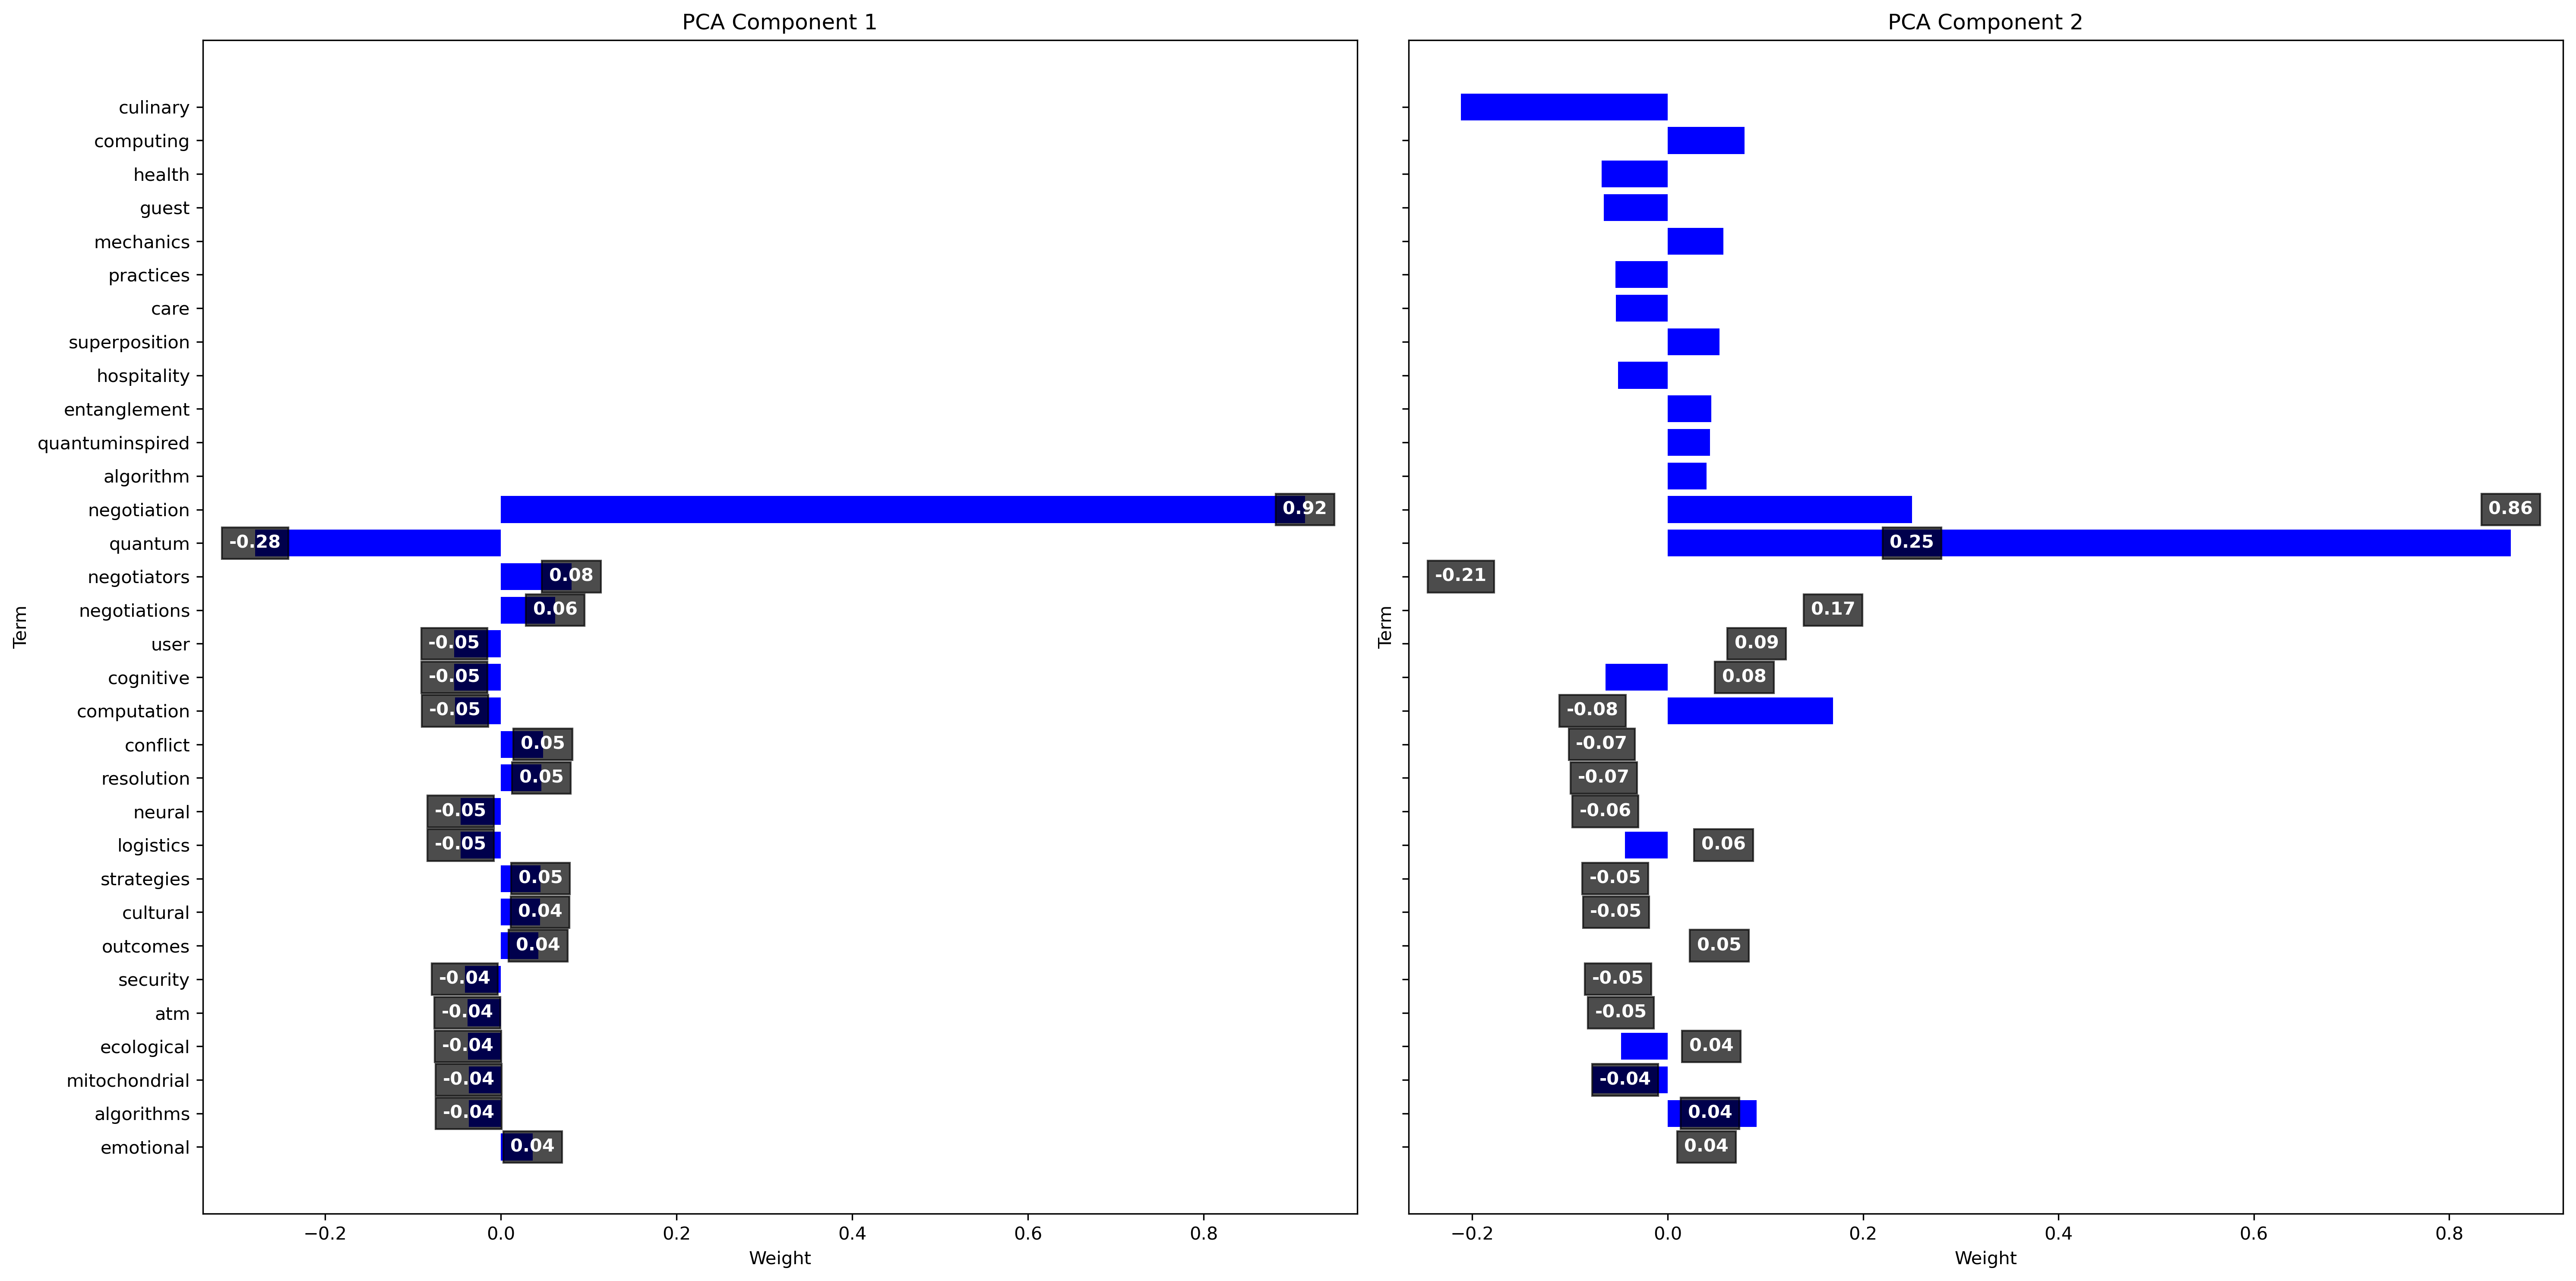 PCA Component 1
Term
culinary
computing
health
guest
mechanics
practices
care
superposition
hospitality
entanglement
quantuminspired
algorithm
negotiation 0.92
quantum -0.28
negotiators 0.08
negotiations 0.06
user -0.05
cognitive -0.05
computation -0.05
conflict 0.05
resolution 0.05
neural -0.05
logistics -0.05
strategies 0.05
cultural 0.04
outcomes 0.04
security -0.04
atm -0.04
ecological -0.04
mitochondrial -0.04
algorithms -0.04
emotional 0.04
−0.2 0.0 0.2 0.4 0.6 0.8
Weight
PCA Component 2
Term
0.86
0.25
-0.21
0.17
0.09
0.08
-0.08
-0.07
-0.07
-0.06
0.06
-0.05
-0.05
0.05
-0.05
-0.05
0.04
-0.04
0.04
0.04
−0.2 0.0 0.2 0.4 0.6 0.8
Weight